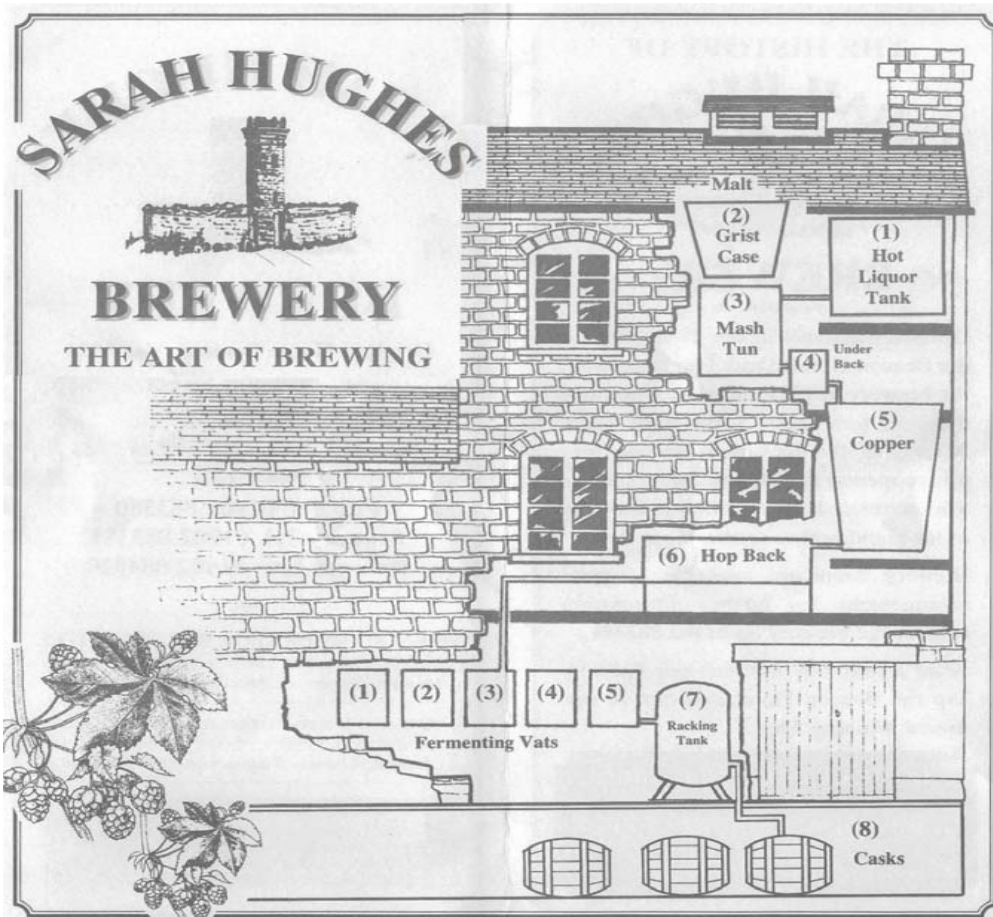 SARAH HUGHES
BREWERY
THE ART OF BREWING
Malt
(2)
Grist
Case
(1)
Hot
Liquor
Tank
(3)
Mash
Tun
(4)
Under
Back
(5)
Copper
(6) Hop Back
(1) (2) (3) (4) (5)
Fermenting Vats
(7)
Racking
Tank
(8)
Casks